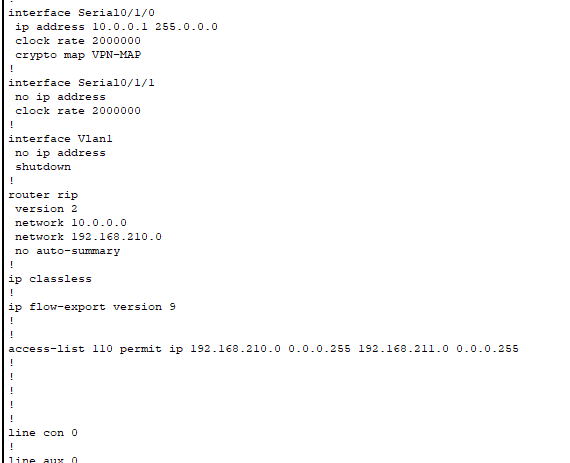 !
interface Serial0/1/0
 ip address 10.0.0.1 255.0.0.0
 clock rate 2000000
 crypto map VPN-MAP
!
interface Serial0/1/1
 no ip address
 clock rate 2000000
!
interface Vlan1
 no ip address
 shutdown
!
router rip
 version 2
 network 10.0.0.0
 network 192.168.210.0
 no auto-summary
!
ip classless
!
ip flow-export version 9
!
!
access-list 110 permit ip 192.168.210.0 0.0.0.255 192.168.211.0 0.0.0.255
!
!
!
!
!
line con 0
!
line aux 0